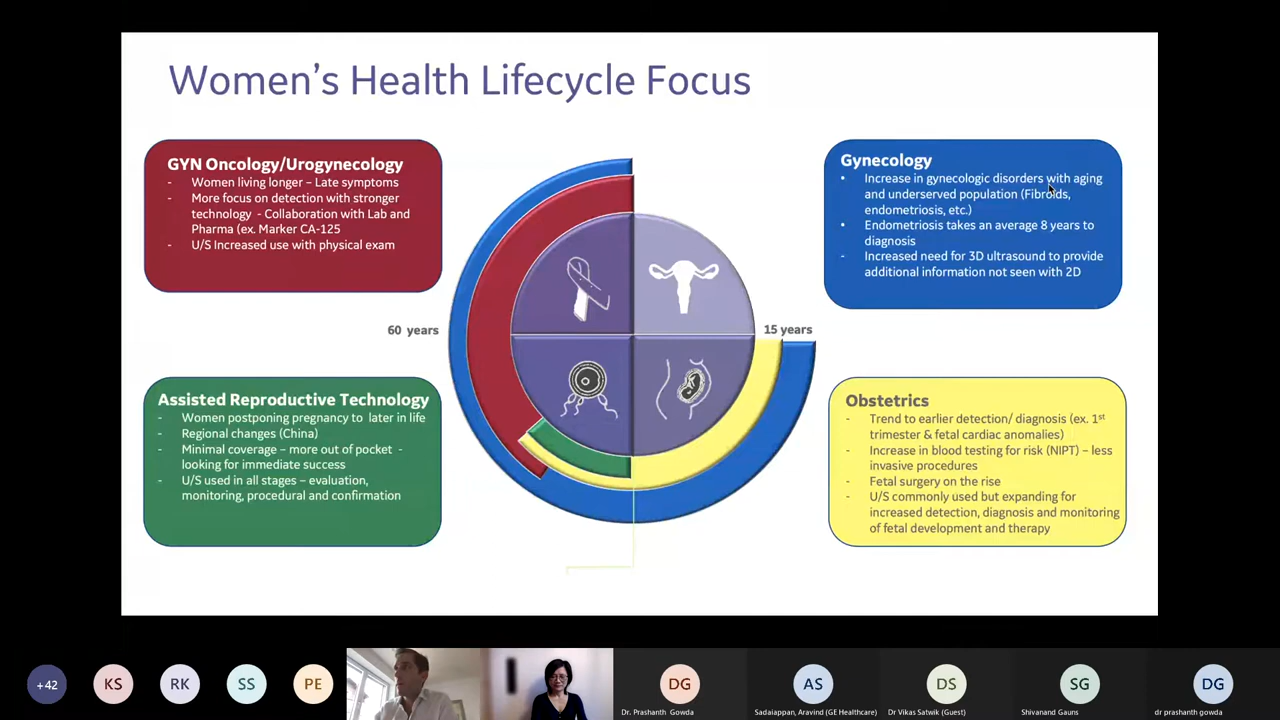 Women's Health Lifecycle Focus
GYN Oncology/Urogynecology
- Women living longer – Late symptoms
- More focus on detection with stronger
technology - Collaboration with Lab and
Pharma (ex. Marker CA-125
- U/S Increased use with physical exam
Gynecology
• Increase in gynecologic disorders with aging
and underserved population (Fibroids,
endometriosis, etc.)
• Endometriosis takes an average 8 years to
diagnosis
- Increased need for 3D ultrasound to provide
additional information not seen with 2D
60 years
15 years
Assisted Reproductive Technology
- Women postponing pregnancy to later in life
- Regional changes (China)
- Minimal coverage – more out of pocket -
looking for immediate success
- U/S used in all stages – evaluation,
monitoring, procedural and confirmation
Obstetrics
- Trend to earlier detection/ diagnosis (ex. 1st
trimester & fetal cardiac anomalies)
- Increase in blood testing for risk (NIPT) – less
invasive procedures
- Fetal surgery on the rise
- U/S commonly used but expanding for
increased detection, diagnosis and monitoring
of fetal development and therapy
+42
KS
RK
SS
PE
DG
Dr. Prashanth Gowda
AS
Sadaiappan, Aravind (GE Healthcare)
DS
Dr Vikas Satwik (Guest)
SG
Shivanand Gauns
DG
dr prashanth gowda